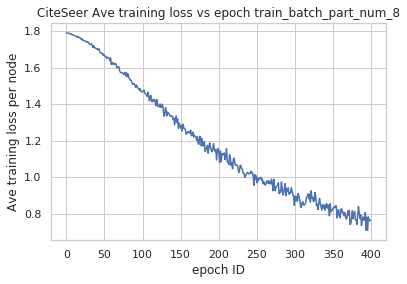 CiteSeer Ave training loss vs epoch train_batch_part_num_8
1.8
1.6
1.4
1.2
1.0
0.8
Ave training loss per node
0 50 100 150 200 250 300 350 400
epoch ID